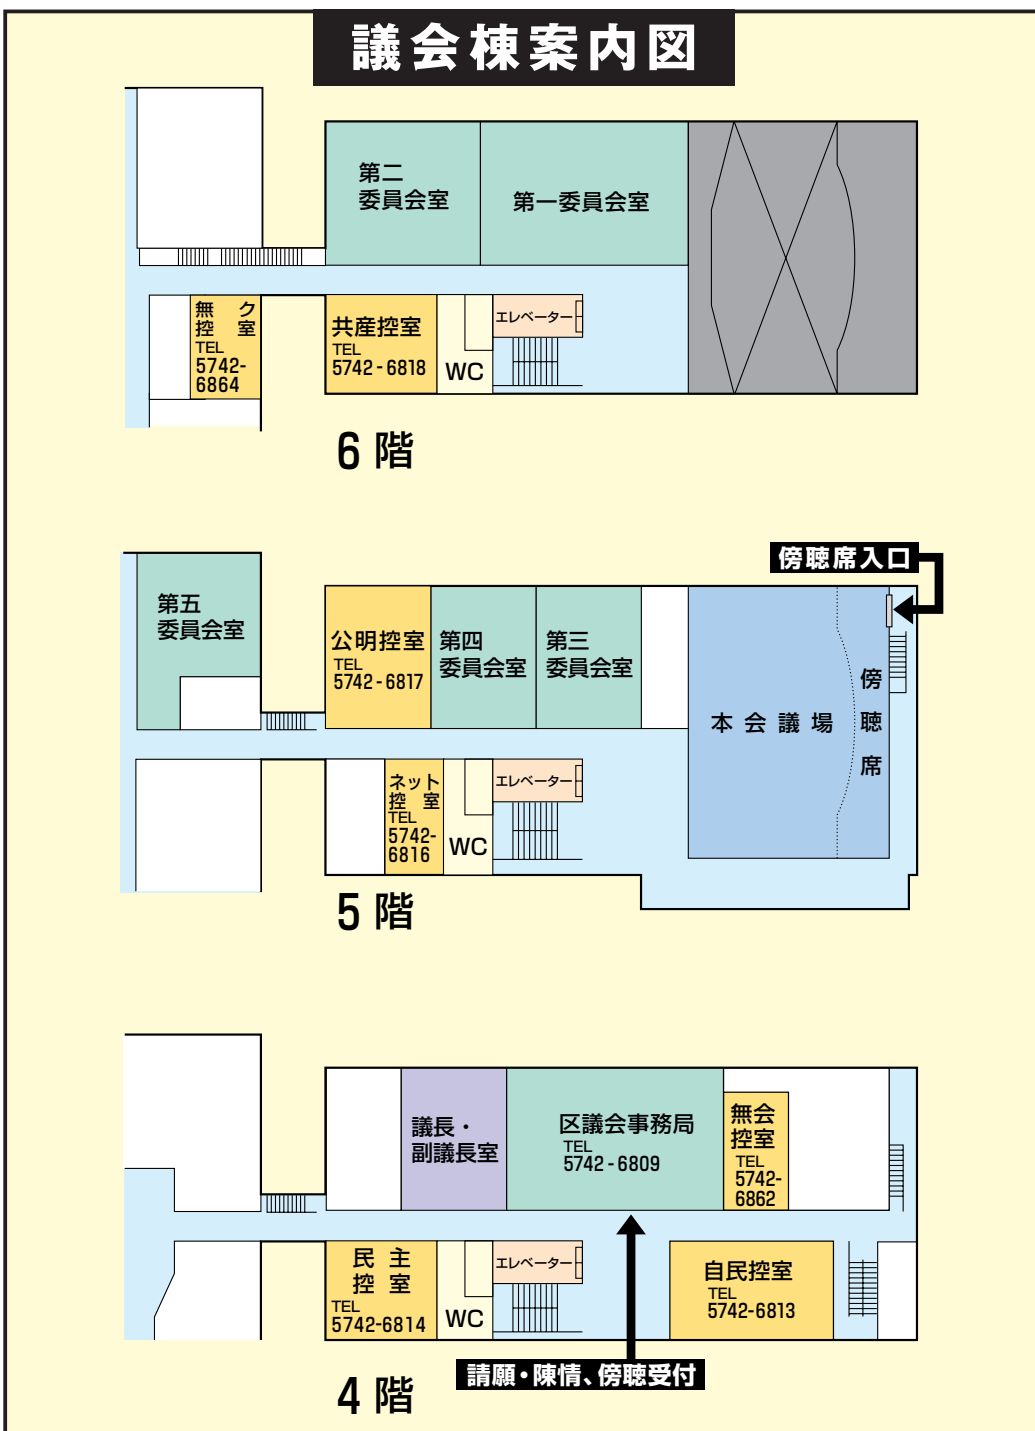 議会棟案内図
第二
委員会室
第一委員会室
無ク
控室
TEL
5742-
6864
共産控室
TEL
5742-6818
WC
エレベーター
6階
傍聴席入口
第五
委員会室
公明控室
TEL
5742-6817
第四
委員会室
第三
委員会室
本会議場
傍聴席
ネット
控室
TEL
5742-
6816
WC
エレベーター
5階
議長・
副議長室
区議会事務局
TEL
5742-6809
無会
控室
TEL
5742-
6862
民主
控室
TEL
5742-6814
WC
エレベーター
自民控室
TEL
5742-6813
請願・陳情、傍聴受付
4階